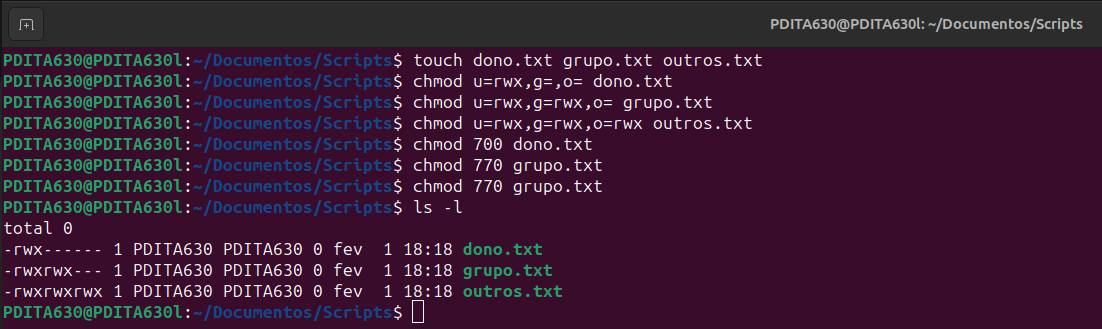 PDITA630@PDITA630l: ~/Documentos/Scripts
PDITA630@PDITA630l:~/Documentos/Scripts$ touch dono.txt grupo.txt outros.txt
PDITA630@PDITA630l:~/Documentos/Scripts$ chmod u=rwx,g=,o= dono.txt
PDITA630@PDITA630l:~/Documentos/Scripts$ chmod u=rwx,g=rwx,o= grupo.txt
PDITA630@PDITA630l:~/Documentos/Scripts$ chmod u=rwx,g=rwx,o=rwx outros.txt
PDITA630@PDITA630l:~/Documentos/Scripts$ chmod 700 dono.txt
PDITA630@PDITA630l:~/Documentos/Scripts$ chmod 770 grupo.txt
PDITA630@PDITA630l:~/Documentos/Scripts$ chmod 770 grupo.txt
PDITA630@PDITA630l:~/Documentos/Scripts$ ls -l
total 0
-rwx------ 1 PDITA630 PDITA630 0 fev  1 18:18 dono.txt
-rwxrwx--- 1 PDITA630 PDITA630 0 fev  1 18:18 grupo.txt
-rwxrwxrwx 1 PDITA630 PDITA630 0 fev  1 18:18 outros.txt
PDITA630@PDITA630l:~/Documentos/Scripts$